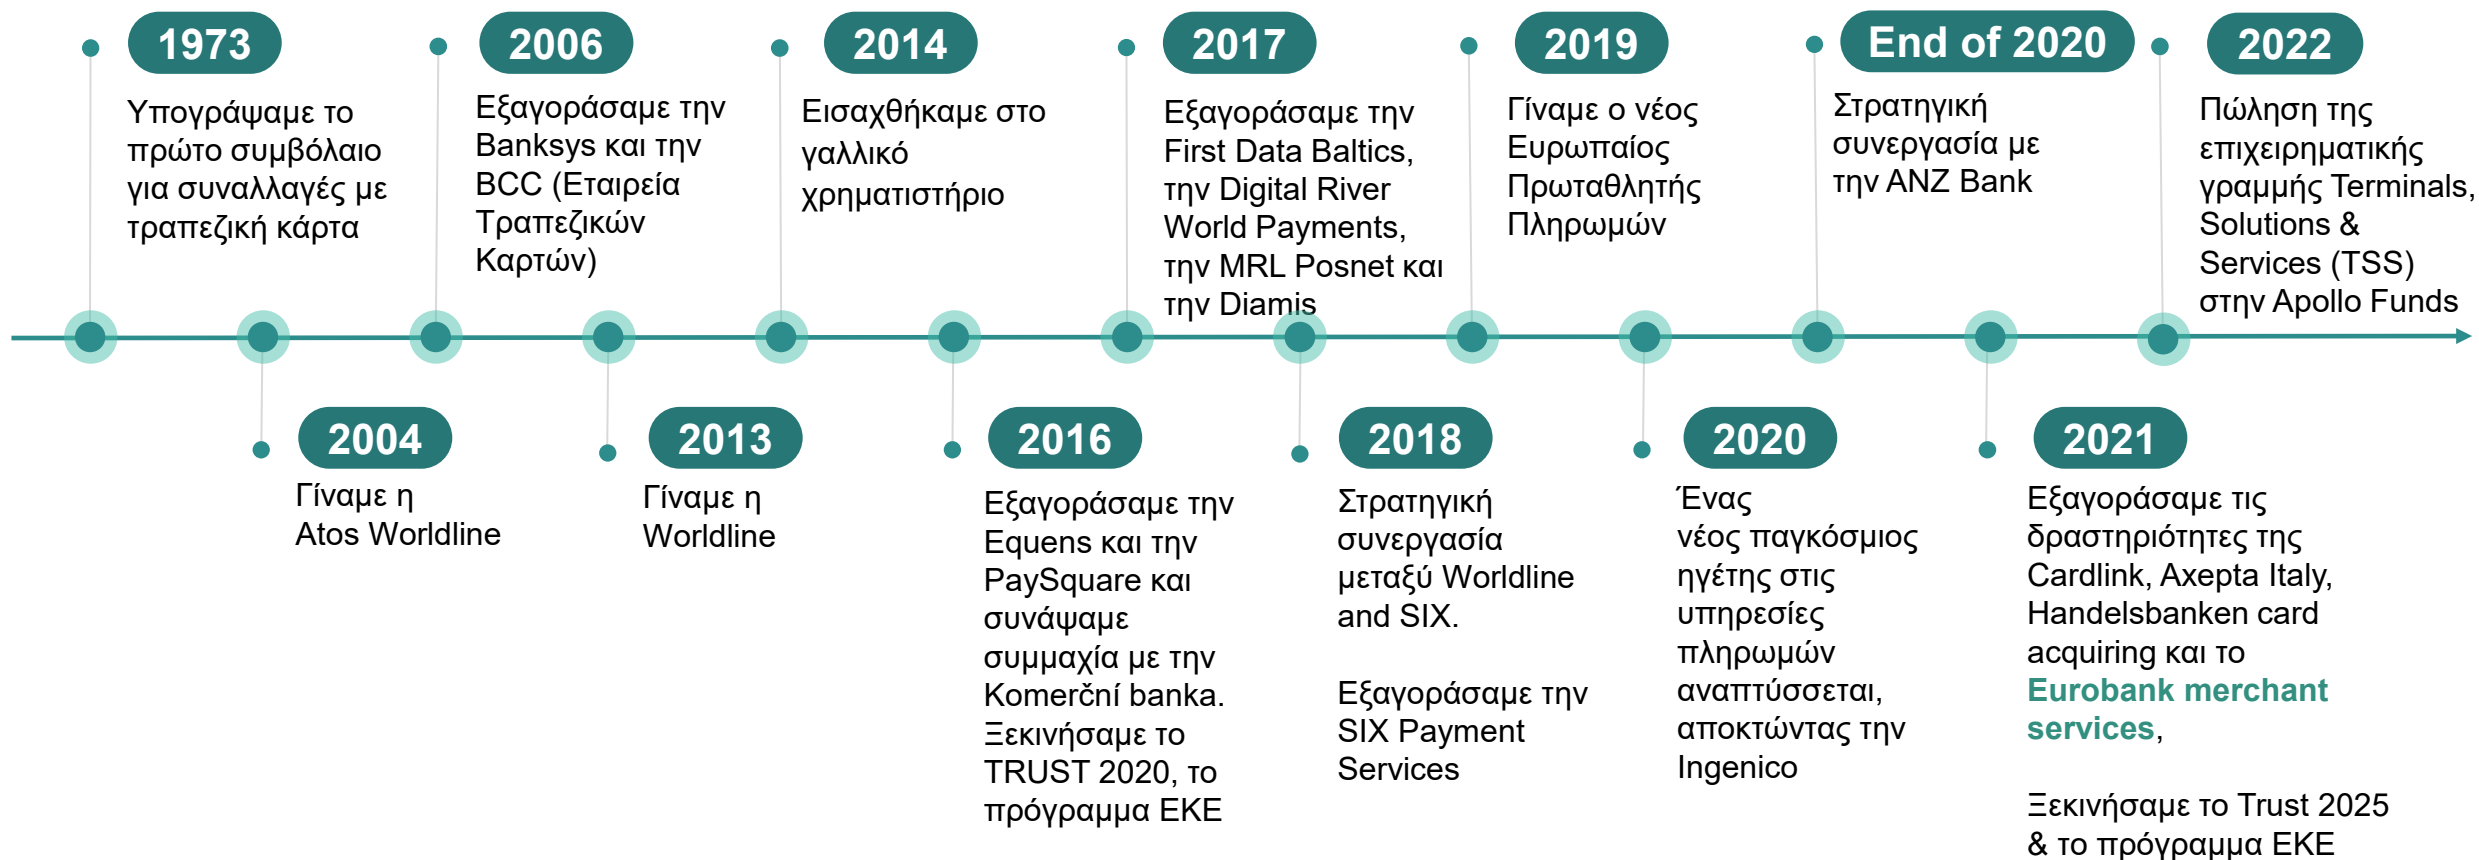 1973
Υπογράψαμε το
πρώτο συμβόλαιο
για συναλλαγές με
τραπεζική κάρτα
2004
Γίναμε η
Atos Worldline
2006
Εξαγοράσαμε την
Banksys και την
BCC (Εταιρεία
Τραπεζικών
Καρτών)
2013
Γίναμε η
Worldline
2014
Εισαχθήκαμε στο
γαλλικό
χρηματιστήριο
2016
Εξαγοράσαμε την
Equens και την
PaySquare και
συνάψαμε
συμμαχία με την
Komerční banka.
Ξεκινήσαμε το
TRUST 2020, το
πρόγραμμα ΕΚΕ
2017
Εξαγοράσαμε την
First Data Baltics,
την Digital River
World Payments,
την MRL Posnet και
την Diamis
2018
Στρατηγική
συνεργασία
μεταξύ Worldline
and SIX.
Εξαγοράσαμε την
SIX Payment
Services
2019
Γίναμε ο νέος
Ευρωπαίος
Πρωταθλητής
Πληρωμών
2020
Ένας
νέος παγκόσμιος
ηγέτης στις
υπηρεσίες
πληρωμών
αναπτύσσεται,
αποκτώντας την
Ingenico
End of 2020
Στρατηγική
συνεργασία με
την ANZ Bank
2021
Εξαγοράσαμε τις
δραστηριότητες της
Cardlink, Axepta Italy,
Handelsbanken card
acquiring και το
Eurobank merchant
services,
Ξεκινήσαμε το Trust 2025
& το πρόγραμμα ΕΚΕ
2022
Πώληση της
επιχειρηματικής
γραμμής Terminals,
Solutions &
Services (TSS)
στην Apollo Funds